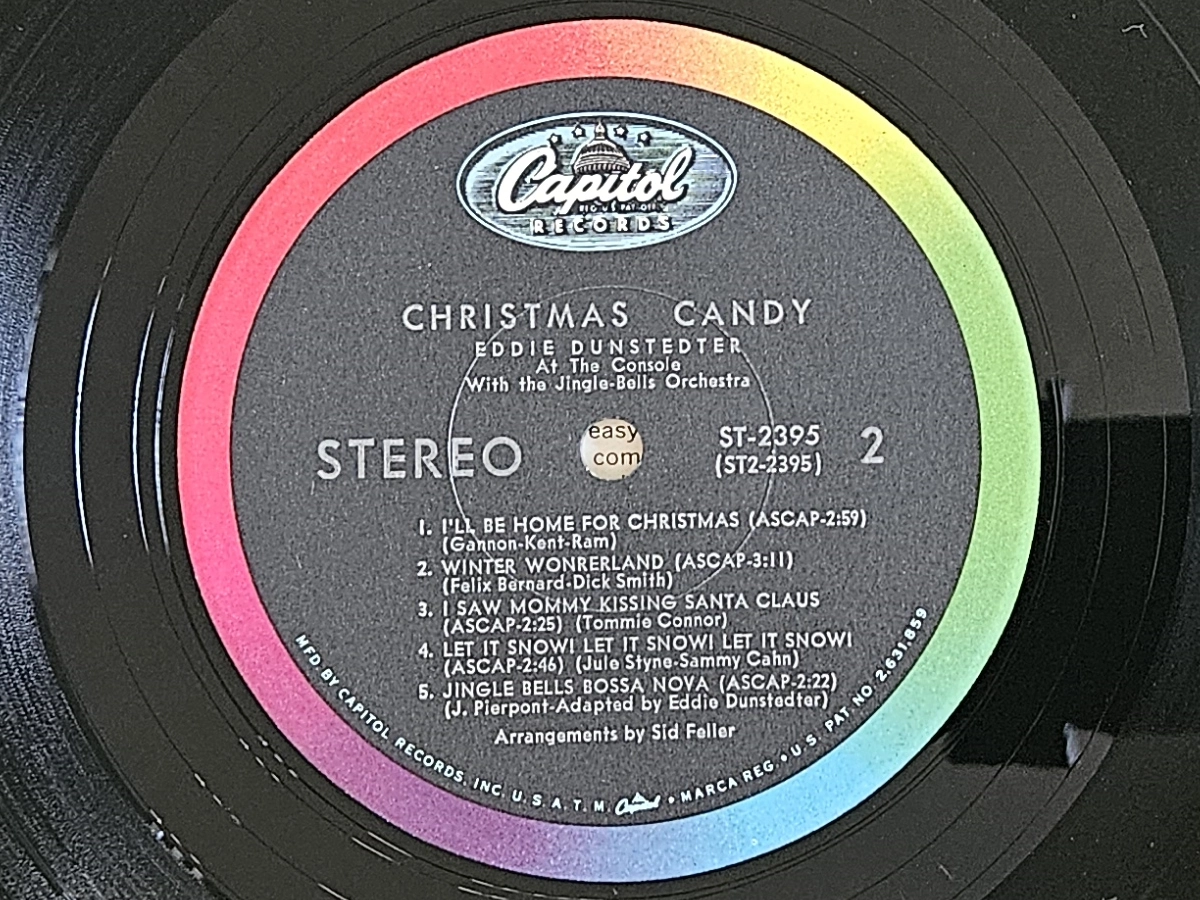 Capitol
REG. U.S. PAT. OFF.
RECORDS
CHRISTMAS CANDY
EDDIE DUNSTEDTER
At The Console
With the Jingle-Bells Orchestra
STEREO
easy
com
ST-2395
(ST2-2395)
2
1. I'LL BE HOME FOR CHRISTMAS (ASCAP-2:59)
(Gannon-Kent-Ram)
2. WINTER WONRERLAND (ASCAP-3:11)
(Felix Bernard-Dick Smith)
3. I SAW MOMMY KISSING SANTA CLAUS
(ASCAP-2:25) (Tommie Connor)
4. LET IT SNOW! LET IT SNOW! LET IT SNOW!
(ASCAP-2:46) (Jule Styne-Sammy Cahn)
5. JINGLE BELLS BOSSA NOVA (ASCAP-2:22)
(J. Pierpont-Adapted by Eddie Dunstedter)
Arrangements by Sid Feller
MFD. BY CAPITOL RECORDS, INC. U. S. A. T. M. Capitol • MARCA REG. • U.S. PAT NO. 2,631,859